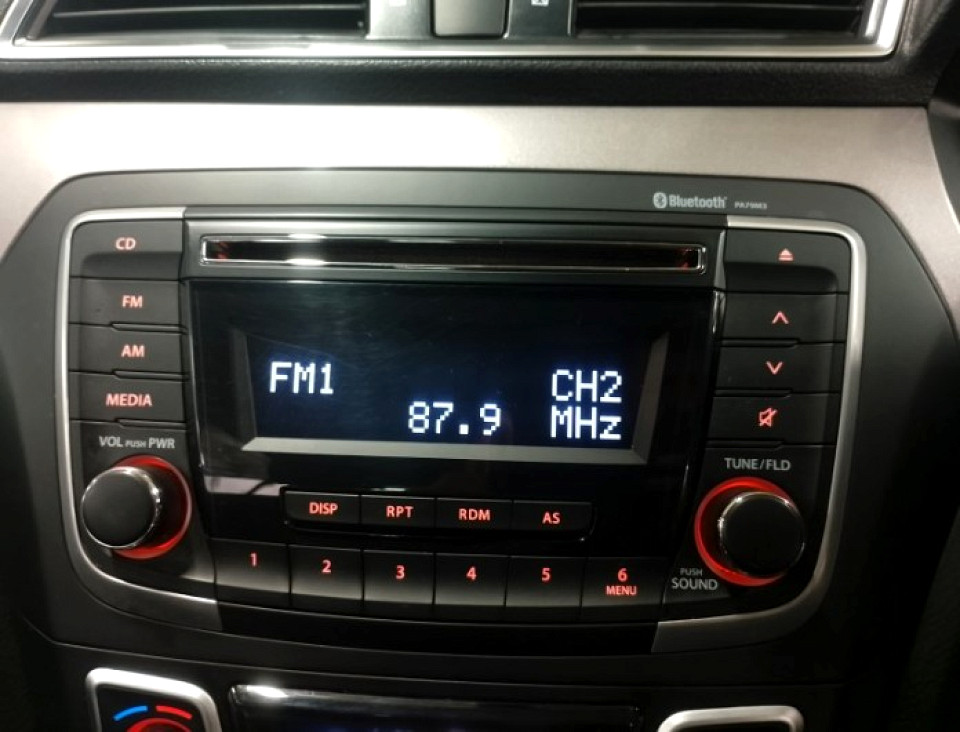 Bluetooth PA70M3
CD
FM
AM
MEDIA
VOL PUSH PWR
FM1 CH2
87.9 MHz
TUNE/FLD
DISP RPT RDM AS
1 2 3 4 5 6
MENU
PUSH
SOUND